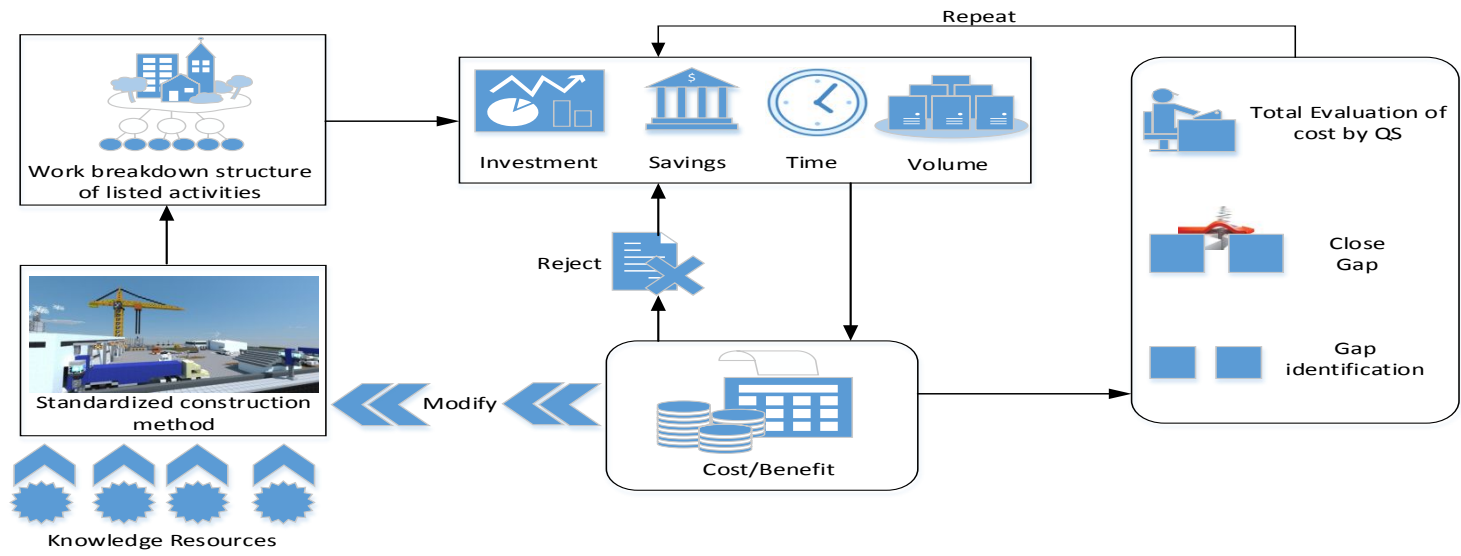 Repeat
$
Investment
Savings
Time
Volume
Work breakdown structure
of listed activities
Total Evaluation of
cost by QS
Reject
Close
Gap
Gap
identification
Standardized construction
method
Modify
Cost/Benefit
Knowledge Resources